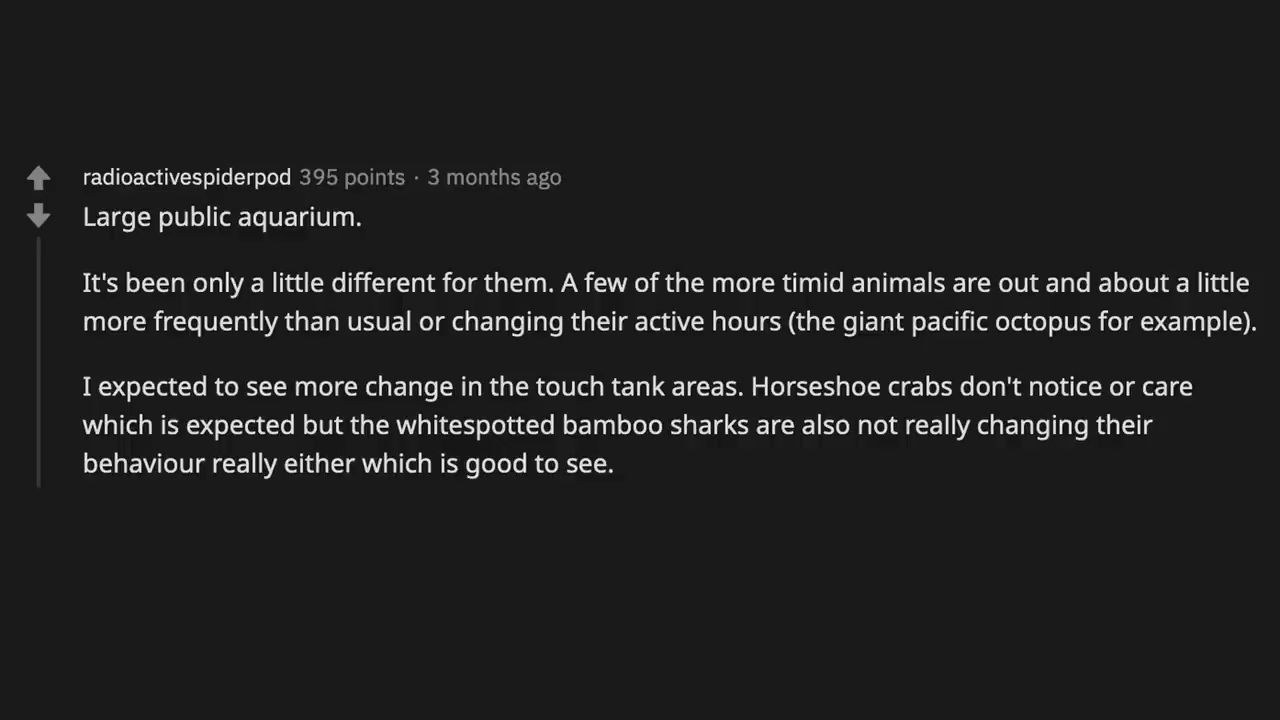 radioactivespiderpod 395 points · 3 months ago
Large public aquarium.
It's been only a little different for them. A few of the more timid animals are out and about a little
more frequently than usual or changing their active hours (the giant pacific octopus for example).
I expected to see more change in the touch tank areas. Horseshoe crabs don't notice or care
which is expected but the whitespotted bamboo sharks are also not really changing their
behaviour really either which is good to see.